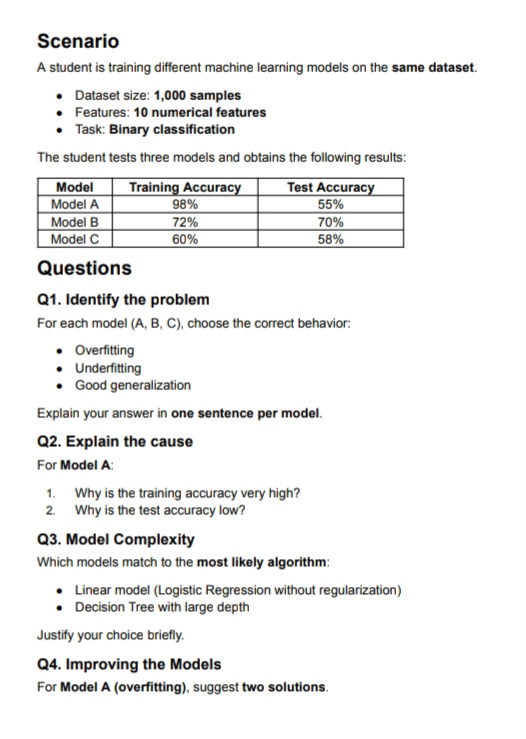 Scenario
A student is training different machine learning models on the same dataset.
• Dataset size: 1,000 samples
• Features: 10 numerical features
• Task: Binary classification
The student tests three models and obtains the following results:
Model Training Accuracy Test Accuracy
Model A 98% 55%
Model B 72% 70%
Model C 60% 58%
Questions
Q1. Identify the problem
For each model (A, B, C), choose the correct behavior:
• Overfitting
• Underfitting
• Good generalization
Explain your answer in one sentence per model.
Q2. Explain the cause
For Model A:
1. Why is the training accuracy very high?
2. Why is the test accuracy low?
Q3. Model Complexity
Which models match to the most likely algorithm:
• Linear model (Logistic Regression without regularization)
• Decision Tree with large depth
Justify your choice briefly.
Q4. Improving the Models
For Model A (overfitting), suggest two solutions.